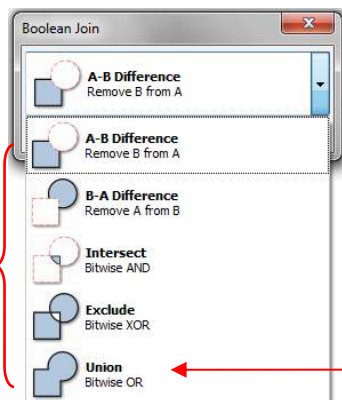 Boolean Join
A-B Difference
Remove B from A
A-B Difference
Remove B from A
B-A Difference
Remove A from B
Intersect
Bitwise AND
Exclude
Bitwise XOR
Union
Bitwise OR